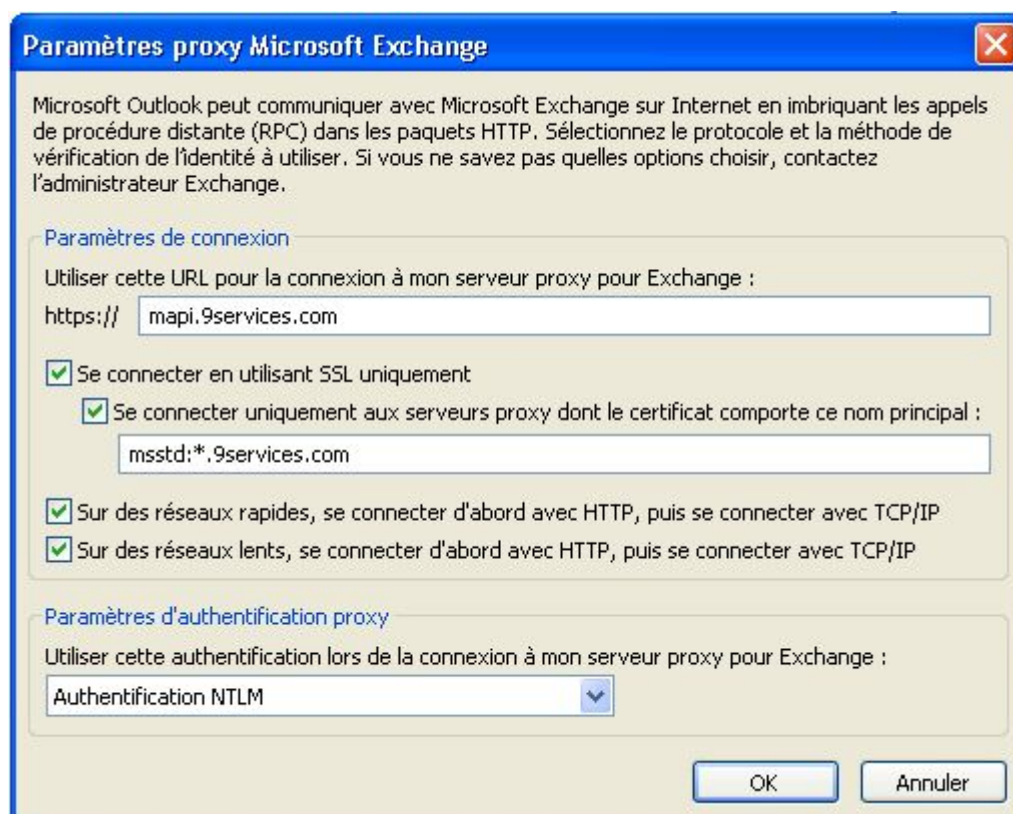 Paramètres proxy Microsoft Exchange
Microsoft Outlook peut communiquer avec Microsoft Exchange sur Internet en imbriquant les appels
de procédure distante (RPC) dans les paquets HTTP. Sélectionnez le protocole et la méthode de
vérification de l'identité à utiliser. Si vous ne savez pas quelles options choisir, contactez
l'administrateur Exchange.
Paramètres de connexion
Utiliser cette URL pour la connexion à mon serveur proxy pour Exchange :
https:// mapi.9services.com
Se connecter en utilisant SSL uniquement
Se connecter uniquement aux serveurs proxy dont le certificat comporte ce nom principal :
msstd:*.9services.com
Sur des réseaux rapides, se connecter d'abord avec HTTP, puis se connecter avec TCP/IP
Sur des réseaux lents, se connecter d'abord avec HTTP, puis se connecter avec TCP/IP
Paramètres d'authentification proxy
Utiliser cette authentification lors de la connexion à mon serveur proxy pour Exchange :
Authentification NTLM
OK Annuler